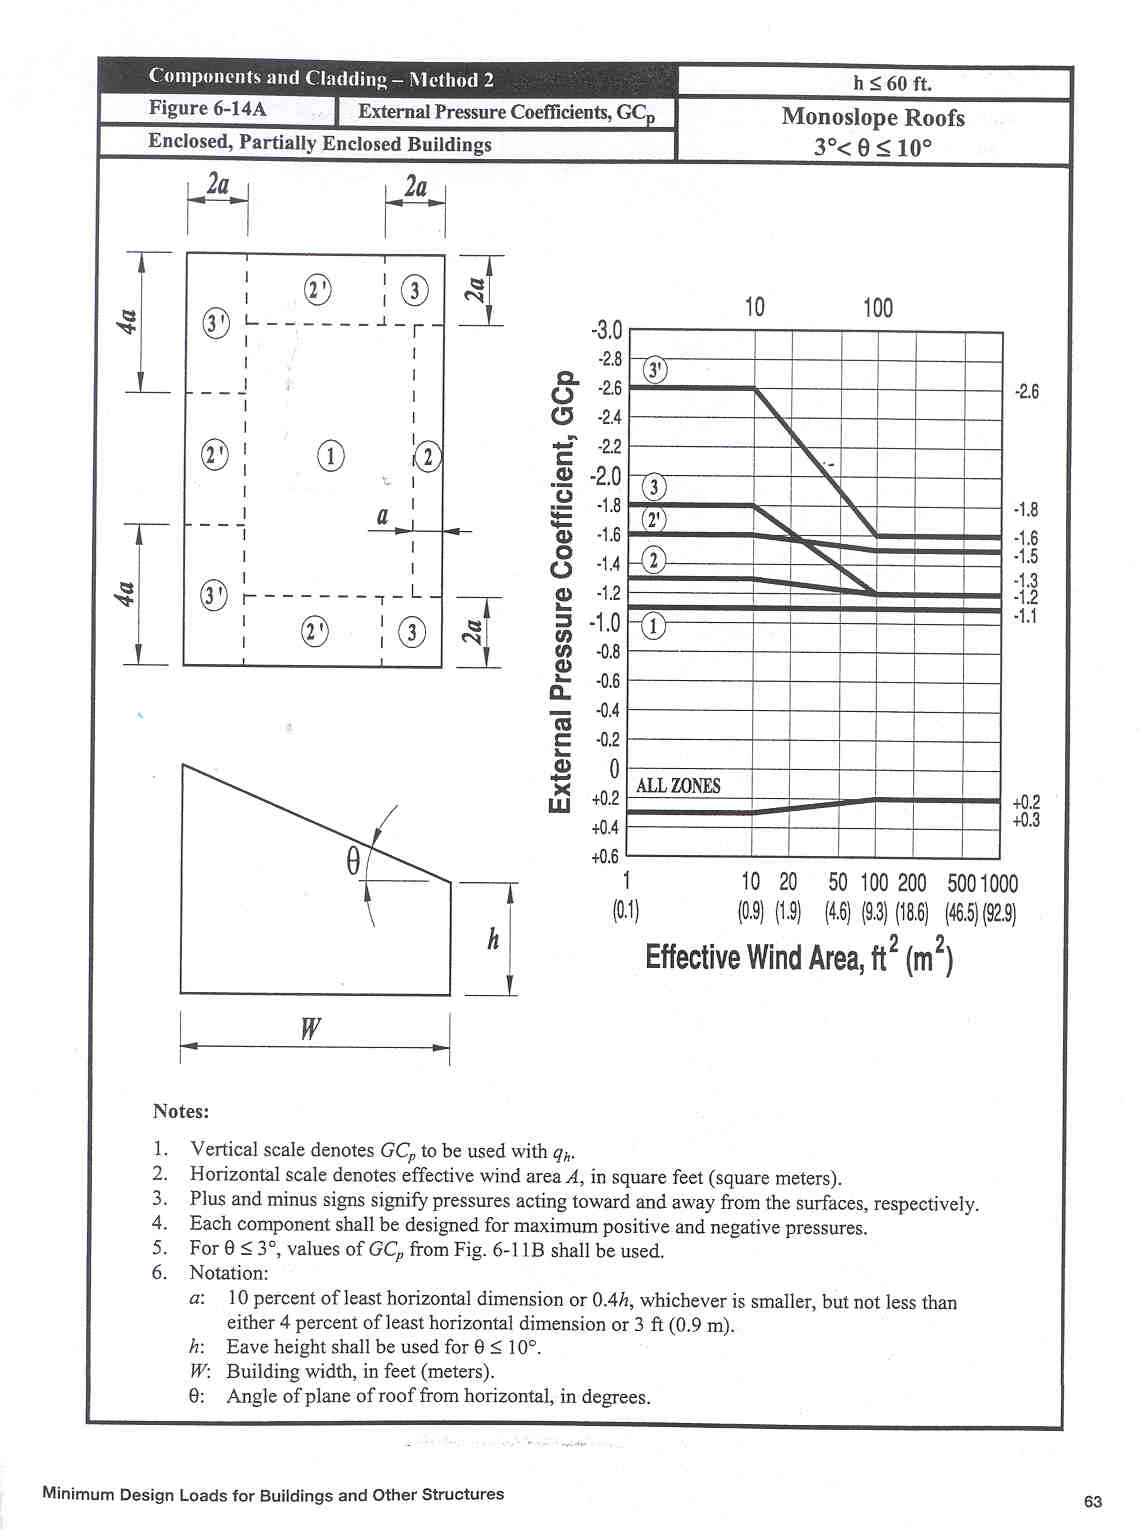 Components and Cladding – Method 2
h ≤ 60 ft.
Figure 6-14A
External Pressure Coefficients, GCp
Monoslope Roofs
3°< θ ≤ 10°
Enclosed, Partially Enclosed Buildings
2a
2a
4a
3'
2'
3
2a
2'
1
2
a
4a
3'
2'
3
2a
θ
h
W
10
100
External Pressure Coefficient, GCp
-3.0
-2.8
-2.6
-2.4
-2.2
-2.0
-1.8
-1.6
-1.4
-1.2
-1.0
-0.8
-0.6
-0.4
-0.2
0
+0.2
+0.4
+0.6
3'
3
2'
2
1
ALL ZONES
-2.6
-1.8
-1.6
-1.5
-1.3
-1.2
-1.1
+0.2
+0.3
1 10 20 50 100 200 500 1000
(0.1) (0.9) (1.9) (4.6) (9.3) (18.6) (46.5) (92.9)
Effective Wind Area, ft² (m²)
Notes:
1. Vertical scale denotes GCp to be used with qh.
2. Horizontal scale denotes effective wind area A, in square feet (square meters).
3. Plus and minus signs signify pressures acting toward and away from the surfaces, respectively.
4. Each component shall be designed for maximum positive and negative pressures.
5. For θ ≤ 3°, values of GCp from Fig. 6-11B shall be used.
6. Notation:
a: 10 percent of least horizontal dimension or 0.4h, whichever is smaller, but not less than
either 4 percent of least horizontal dimension or 3 ft (0.9 m).
h: Eave height shall be used for θ ≤ 10°.
W: Building width, in feet (meters).
θ: Angle of plane of roof from horizontal, in degrees.
Minimum Design Loads for Buildings and Other Structures
63